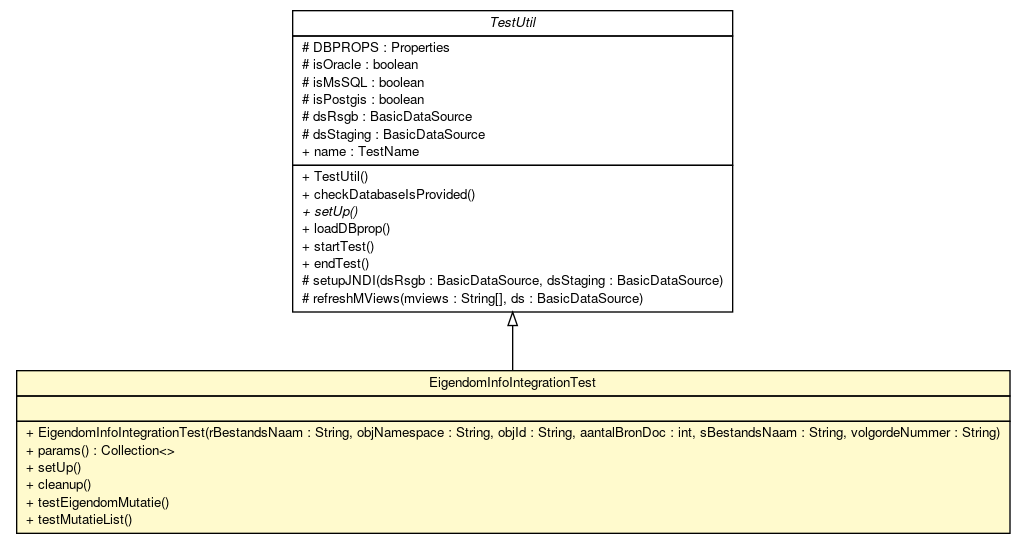 TestUtil
# DBPROPS : Properties
# isOracle : boolean
# isMsSQL : boolean
# isPostgis : boolean
# dsRsgb : BasicDataSource
# dsStaging : BasicDataSource
+ name : TestName
+ TestUtil()
+ checkDatabaseIsProvided()
+ setUp()
+ loadDBprop()
+ startTest()
+ endTest()
# setupJNDI(dsRsgb : BasicDataSource, dsStaging : BasicDataSource)
# refreshMViews(mviews : String[], ds : BasicDataSource)
EigendomInfoIntegrationTest
+ EigendomInfoIntegrationTest(rBestandsNaam : String, objNamespace : String, objId : String, aantalBronDoc : int, sBestandsNaam : String, volgordeNummer : String)
+ params() : Collection<>
+ setUp()
+ cleanup()
+ testEigendomMutatie()
+ testMutatieList()